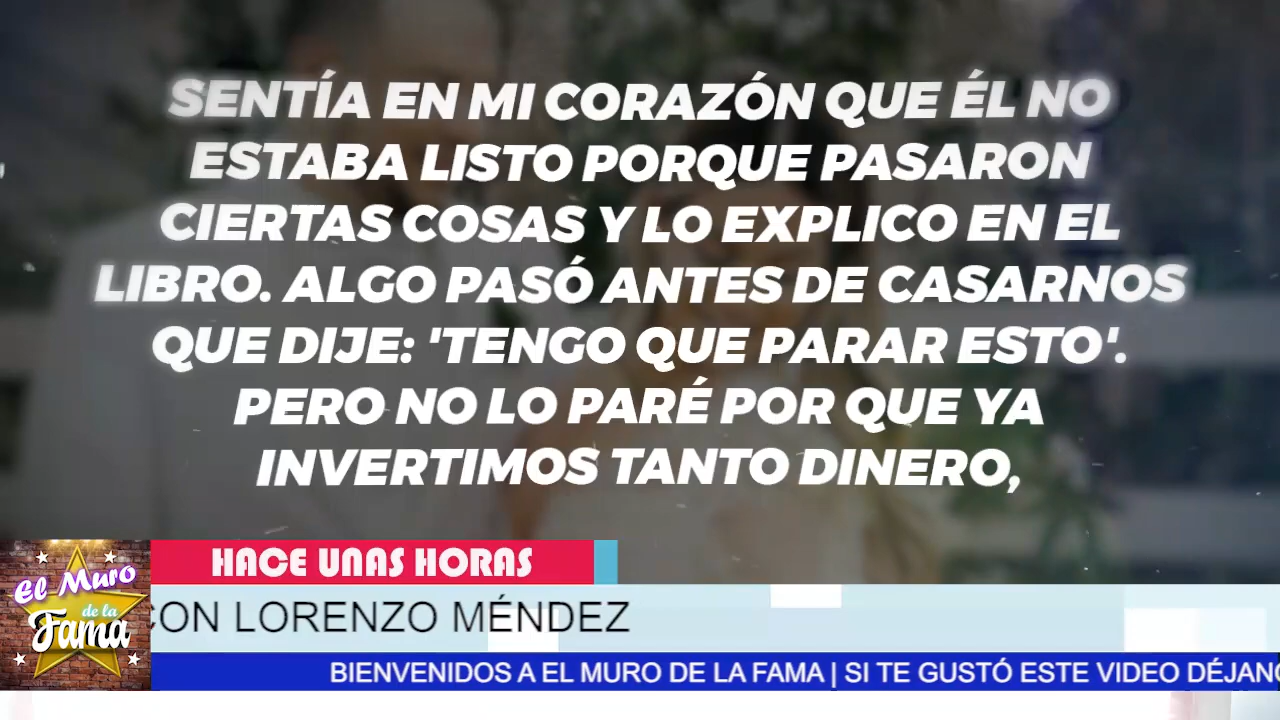 SENTÍA EN MI CORAZÓN QUE ÉL NO
ESTABA LISTO PORQUE PASARON
CIERTAS COSAS Y LO EXPLICO EN EL
LIBRO. ALGO PASÓ ANTES DE CASARNOS
QUE DIJE: 'TENGO QUE PARAR ESTO'.
PERO NO LO PARÉ POR QUE YA
INVERTIMOS TANTO DINERO,
HACE UNAS HORAS
El Muro
de la
Fama
CON LORENZO MÉNDEZ
BIENVENIDOS A EL MURO DE LA FAMA | SI TE GUSTÓ ESTE VIDEO DÉJANO